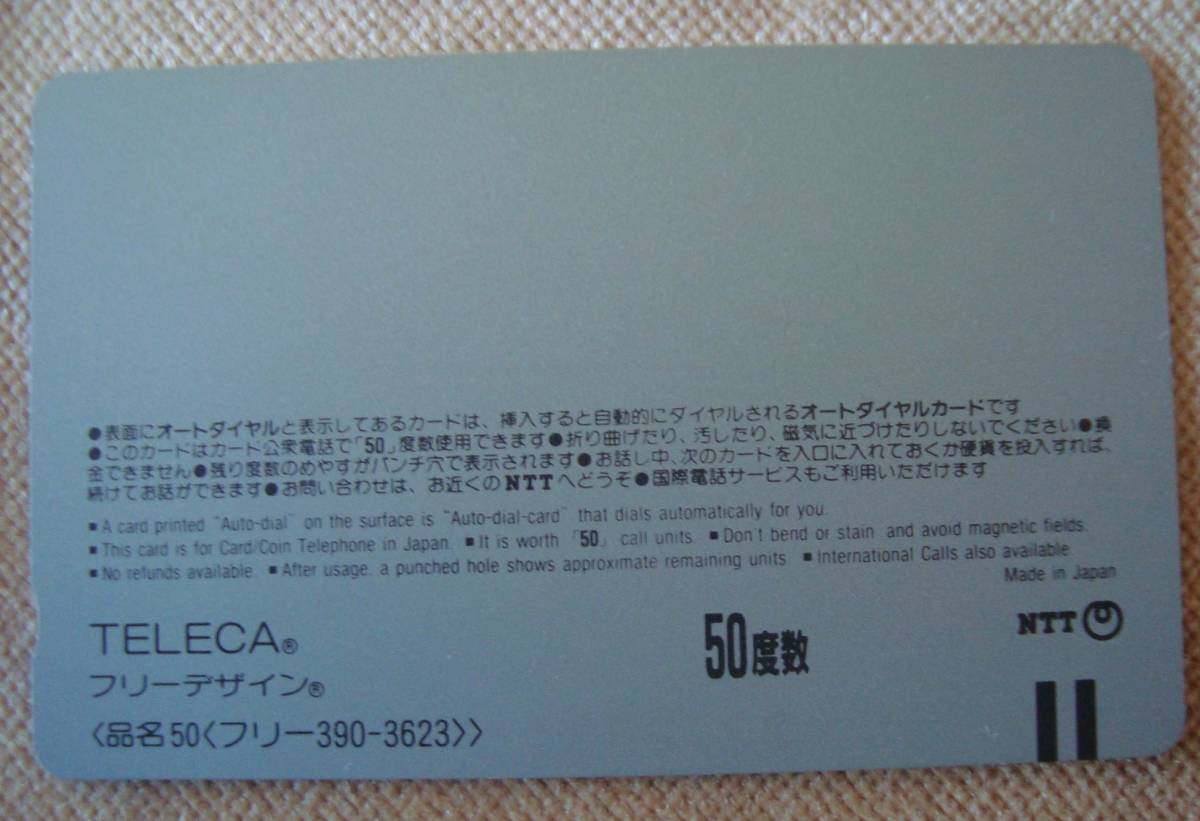 ●表面にオートダイヤルと表示してあるカードは、挿入すると自動的にダイヤルされるオートダイヤルカードです
●このカードはカード公衆電話で「50」度数使用できます●折り曲げたり、汚したり、磁気に近づけたりしないでください●換
金できません●残り度数のめやすがパンチ穴で表示されます●お話し中、次のカードを入口に入れておくか硬貨を投入すれば、
続けてお話ができます●お問い合わせは、お近くのNTTへどうぞ●国際電話サービスもご利用いただけます
■A card printed "Auto-dial" on the surface is "Auto-dial-card" that dials automatically for you.
■This card is for Card/Coin Telephone in Japan. ■It is worth 「50」 call units. ■Don't bend or stain and avoid magnetic fields.
■No refunds available. ■After usage, a punched hole shows approximate remaining units. ■International Calls also available.
Made in Japan
TELECA®
フリーデザイン®
50度数
NTT
〈品名50〈フリー390-3623〉〉